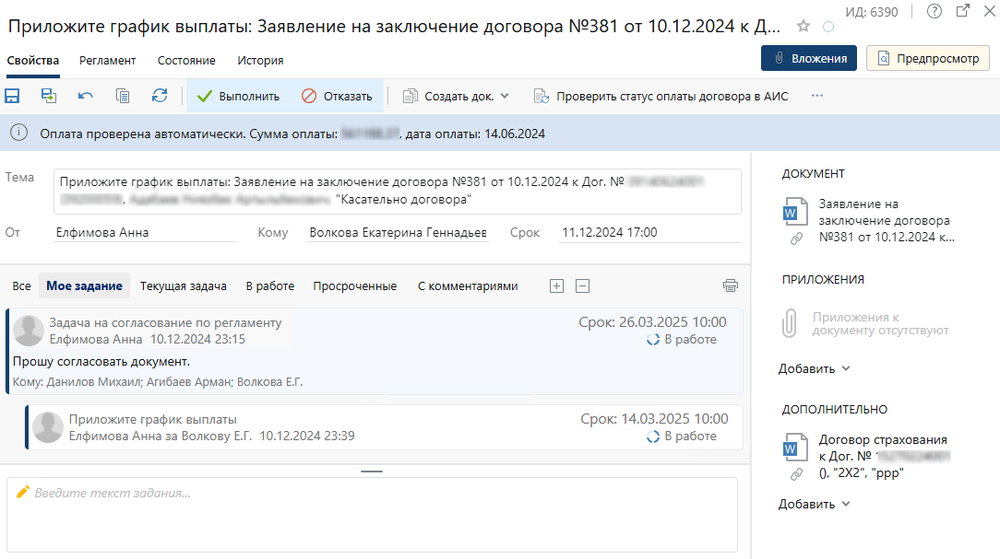 ИД: 6390
Приложите график выплаты: Заявление на заключение договора №381 от 10.12.2024 к Д...
Свойства Регламент Состояние История
Вложения Предпросмотр
Выполнить Отказать Создать док. Проверить статус оплаты договора в АИС ...
Оплата проверена автоматически. Сумма оплаты: , дата оплаты: 14.06.2024
Тема
Приложите график выплаты: Заявление на заключение договора №381 от 10.12.2024 к Дог. №
"Касательно договора"
От Елфимова Анна Кому Волкова Екатерина Геннадьев Срок 11.12.2024 17:00
Все Мое задание Текущая задача В работе Просроченные С комментариями
Задача на согласование по регламенту Срок: 26.03.2025 10:00
Елфимова Анна 10.12.2024 23:15 В работе
Прошу согласовать документ.
Кому: Данилов Михаил; Агибаев Арман; Волкова Е.Г.
Приложите график выплаты Срок: 14.03.2025 10:00
Елфимова Анна за Волкову Е.Г. 10.12.2024 23:39 В работе
Введите текст задания...
ДОКУМЕНТ
Заявление на
заключение договора
№381 от 10.12.2024 к...
ПРИЛОЖЕНИЯ
Приложения к
документу отсутствуют
Добавить
ДОПОЛНИТЕЛЬНО
Договор страхования
к Дог. №
(), "2X2", "ppp"
Добавить